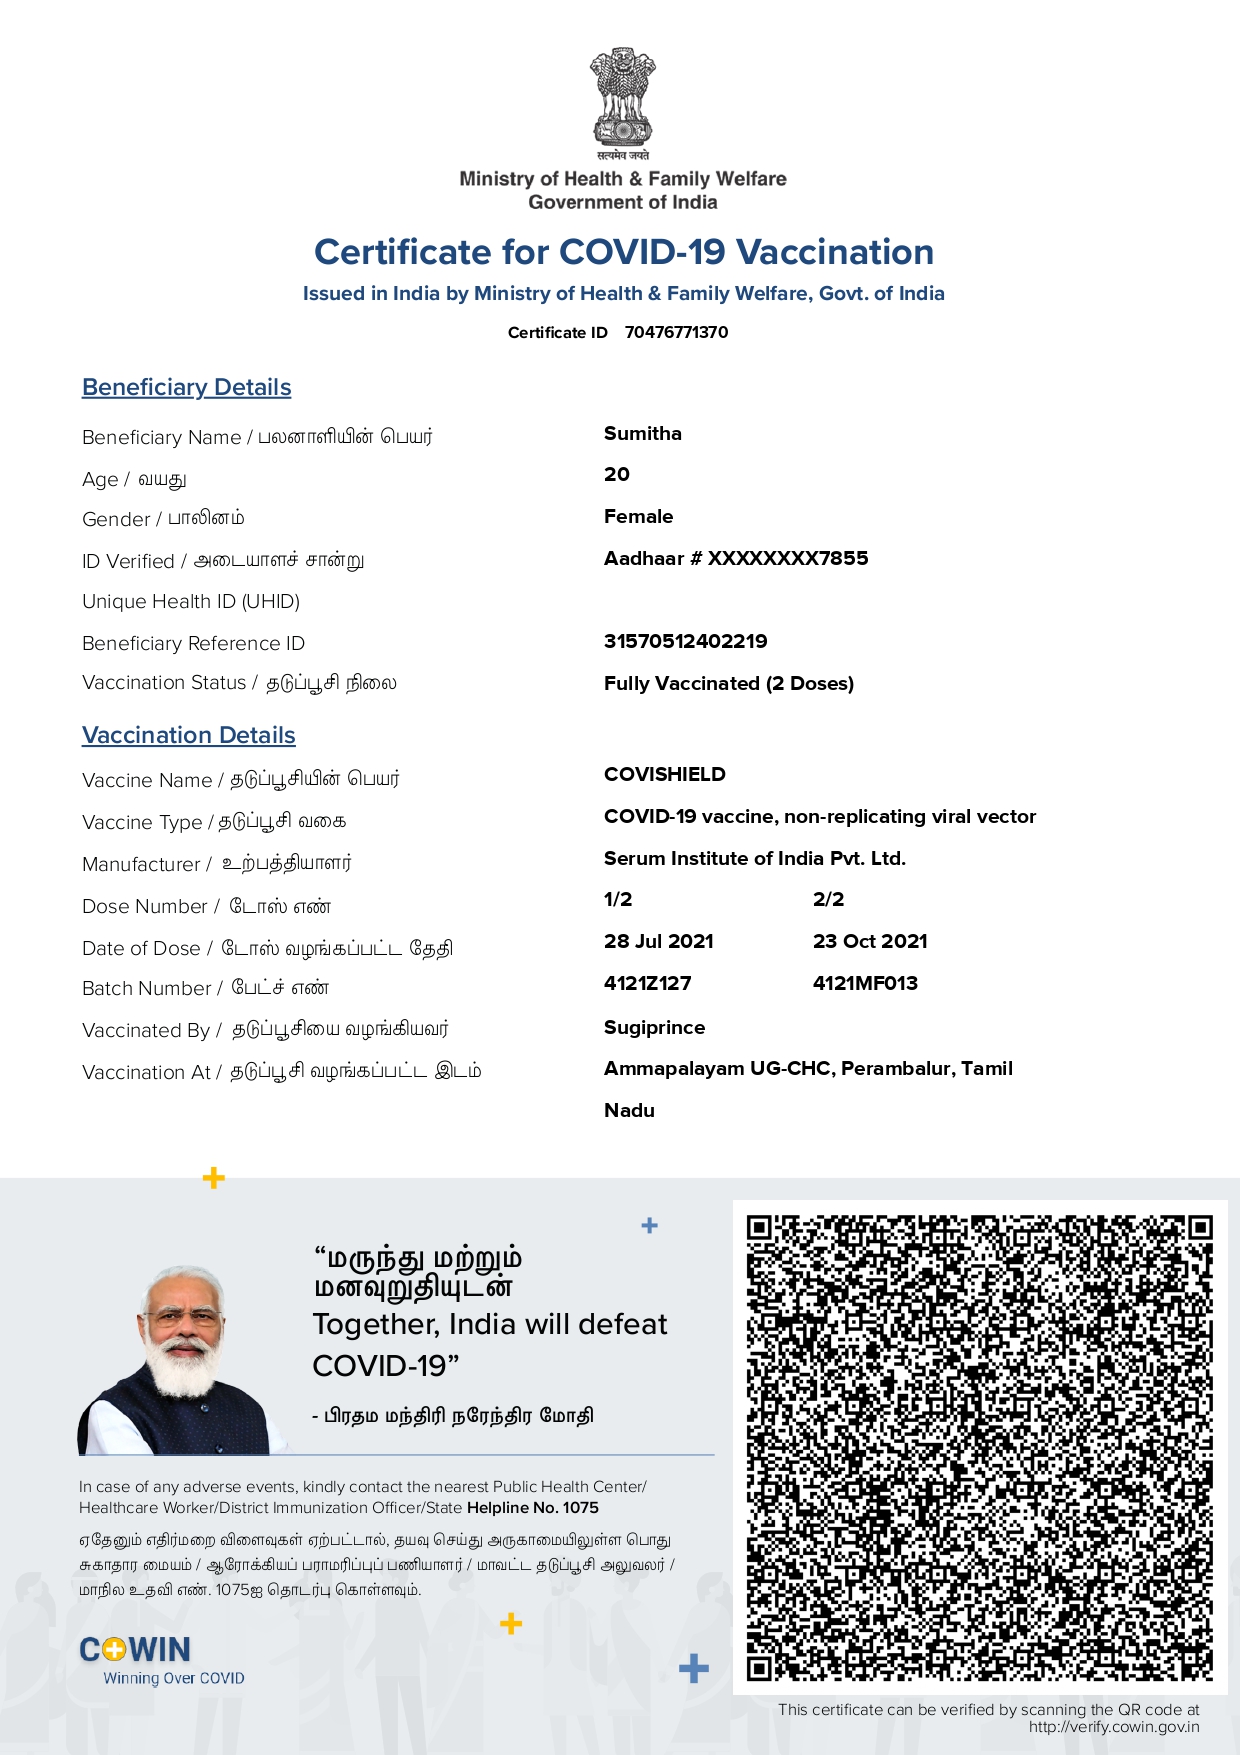 सत्यमेव जयते
Ministry of Health & Family Welfare
Government of India
Certificate for COVID-19 Vaccination
Issued in India by Ministry of Health & Family Welfare, Govt. of India
Certificate ID 70476771370
Beneficiary Details
Beneficiary Name / பலனாளியின் பெயர் Sumitha
Age / வயது 20
Gender / பாலினம் Female
ID Verified / அடையாளச் சான்று Aadhaar # XXXXXXXX7855
Unique Health ID (UHID)
Beneficiary Reference ID 31570512402219
Vaccination Status / தடுப்பூசி நிலை Fully Vaccinated (2 Doses)
Vaccination Details
Vaccine Name / தடுப்பூசியின் பெயர் COVISHIELD
Vaccine Type / தடுப்பூசி வகை COVID-19 vaccine, non-replicating viral vector
Manufacturer / உற்பத்தியாளர் Serum Institute of India Pvt. Ltd.
Dose Number / டோஸ் எண் 1/2 2/2
Date of Dose / டோஸ் வழங்கப்பட்ட தேதி 28 Jul 2021 23 Oct 2021
Batch Number / பேட்ச் எண் 4121Z127 4121MF013
Vaccinated By / தடுப்பூசியை வழங்கியவர் Sugiprince
Vaccination At / தடுப்பூசி வழங்கப்பட்ட இடம் Ammapalayam UG-CHC, Perambalur, Tamil
Nadu
“மருந்து மற்றும்
மனவுறுதியுடன்
Together, India will defeat
COVID-19”
- பிரதம மந்திரி நரேந்திர மோதி
In case of any adverse events, kindly contact the nearest Public Health Center/
Healthcare Worker/District Immunization Officer/State Helpline No. 1075
ஏதேனும் எதிர்மறை விளைவுகள் ஏற்பட்டால், தயவு செய்து அருகாமையிலுள்ள பொது
சுகாதார மையம் / ஆரோக்கியப் பராமரிப்புப் பணியாளர் / மாவட்ட தடுப்பூசி அலுவலர் /
மாநில உதவி எண். 1075ஐ தொடர்பு கொள்ளவும்.
COWIN
Winning Over COVID
This certificate can be verified by scanning the QR code at
http://verify.cowin.gov.in